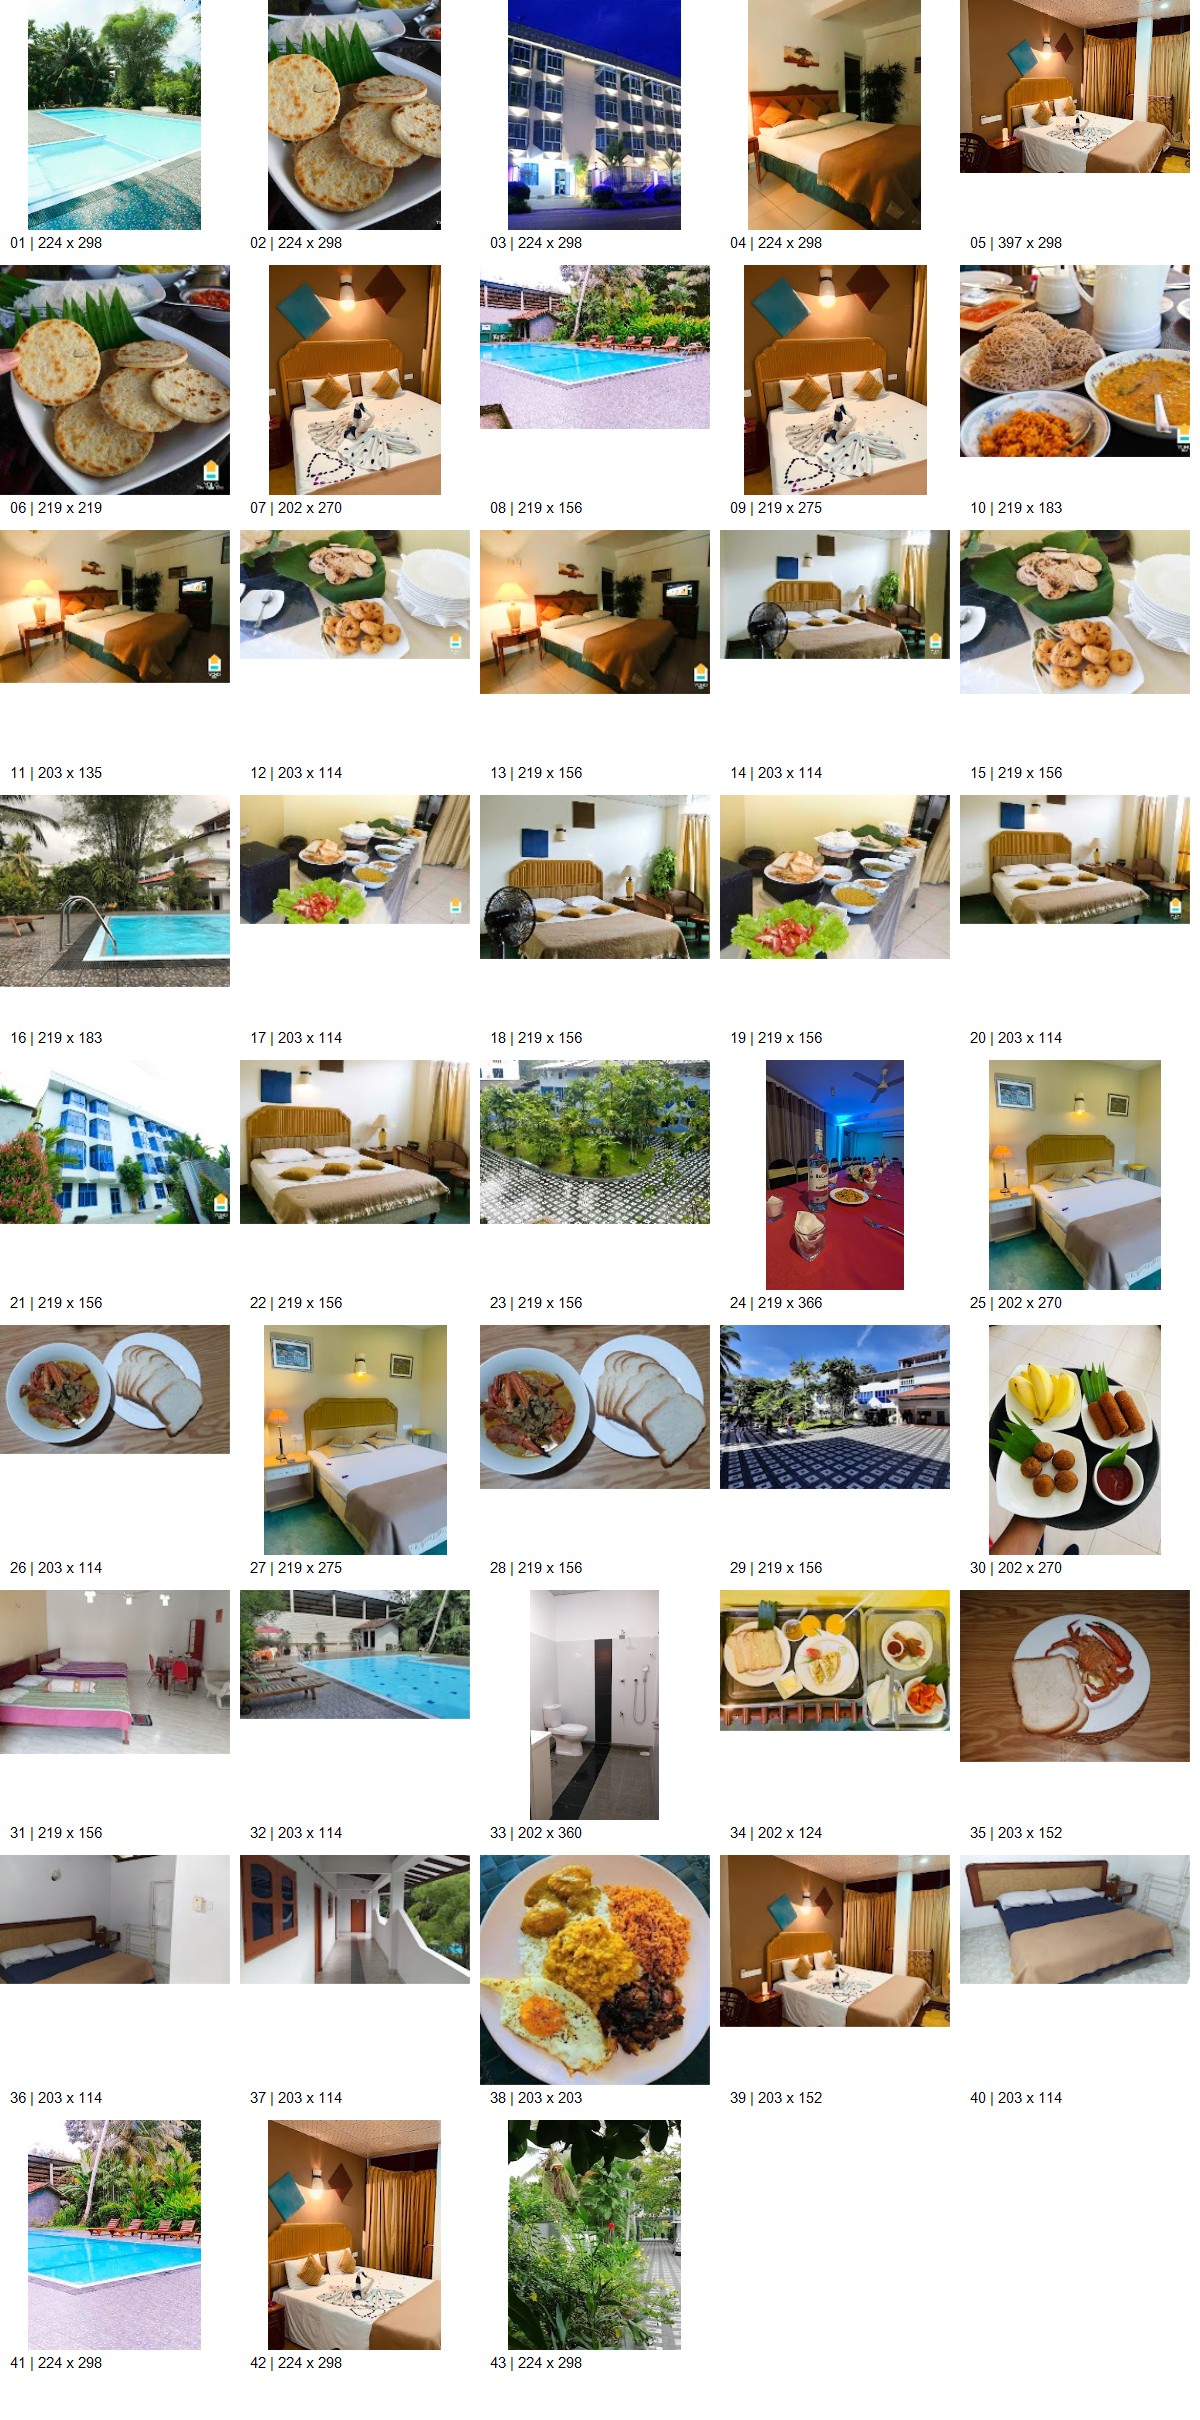 01 | 224 x 298
02 | 224 x 298
03 | 224 x 298
04 | 224 x 298
05 | 397 x 298
06 | 219 x 219
07 | 202 x 270
08 | 219 x 156
09 | 219 x 275
10 | 219 x 183
11 | 203 x 135
12 | 203 x 114
13 | 219 x 156
14 | 203 x 114
15 | 219 x 156
16 | 219 x 183
17 | 203 x 114
18 | 219 x 156
19 | 219 x 156
20 | 203 x 114
21 | 219 x 156
22 | 219 x 156
23 | 219 x 156
24 | 219 x 366
25 | 202 x 270
26 | 203 x 114
27 | 219 x 275
28 | 219 x 156
29 | 219 x 156
30 | 202 x 270
31 | 219 x 156
32 | 203 x 114
33 | 202 x 360
34 | 202 x 124
35 | 203 x 152
36 | 203 x 114
37 | 203 x 114
38 | 203 x 203
39 | 203 x 152
40 | 203 x 114
41 | 224 x 298
42 | 224 x 298
43 | 224 x 298